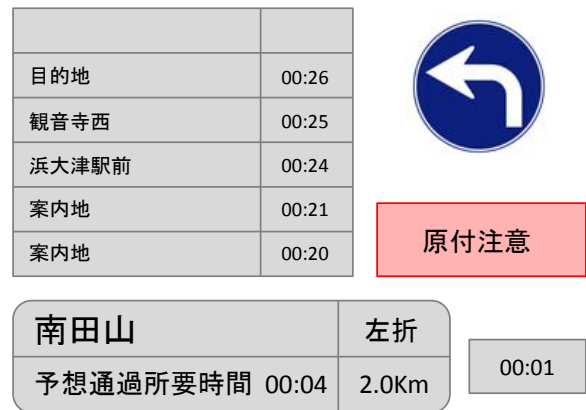 目的地 00:26
観音寺西 00:25
浜大津駅前 00:24
案内地 00:21
案内地 00:20
原付注意
南田山 左折
予想通過所要時間 00:04 2.0Km
00:01